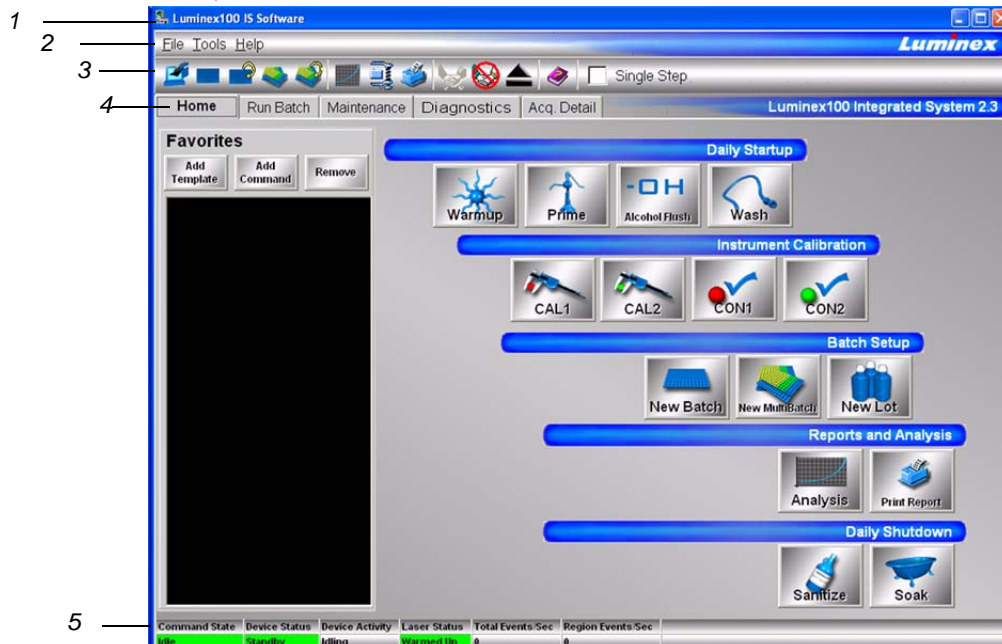 1
Luminex100 IS Software
2
File Tools Help
Luminex
3
Single Step
4
Home Run Batch Maintenance Diagnostics Acq. Detail
Luminex100 Integrated System 2.3
Favorites
Add Template
Add Command
Remove
Daily Startup
Warmup
Prime
-OH
Alcohol Flush
Wash
Instrument Calibration
CAL1
CAL2
CON1
CON2
Batch Setup
New Batch
New MultiBatch
New Lot
Reports and Analysis
Analysis
Print Report
Daily Shutdown
Sanitize
Soak
5
Command State Device Status Device Activity Laser Status Total Events/Sec Region Events/Sec
Idle Standby Idling Warmed Up 0 0